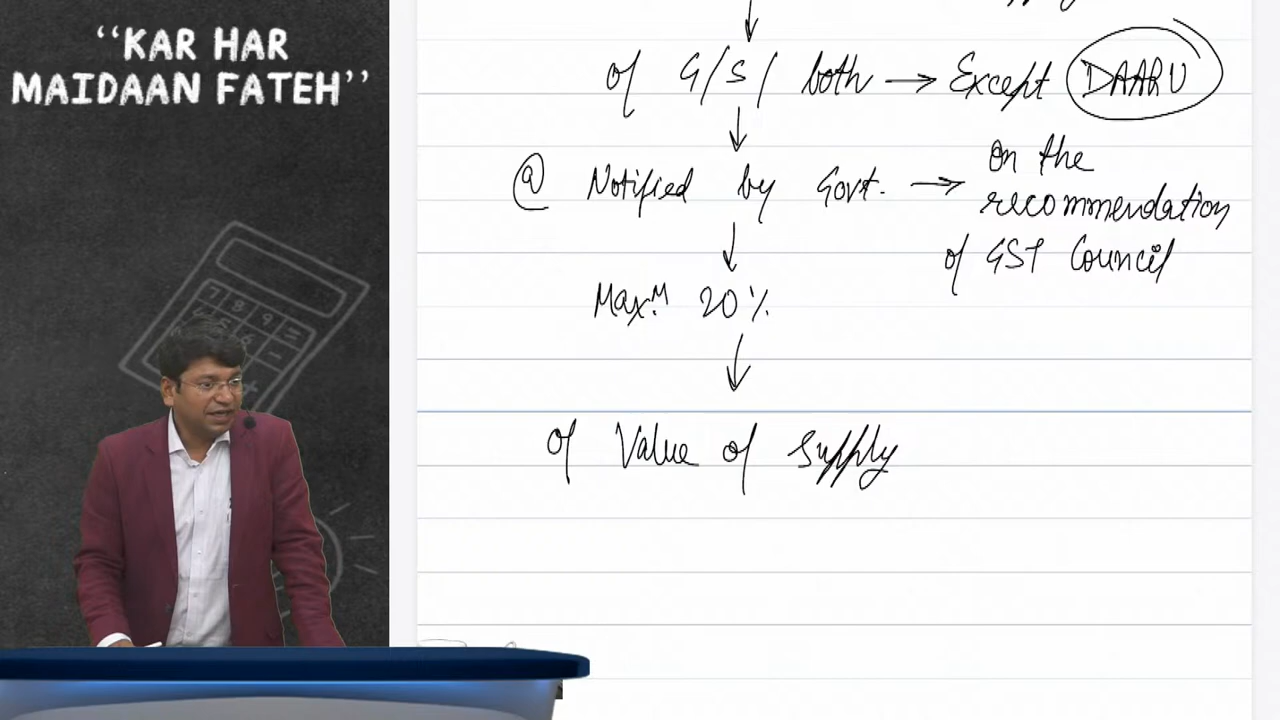 “KAR HAR
MAIDAAN FATEH”
of G/S/ both → Except DAARU
@ Notified by Govt. → on the
recommendation
of GST Council
Max.ᴹ 20%
of Value of supply